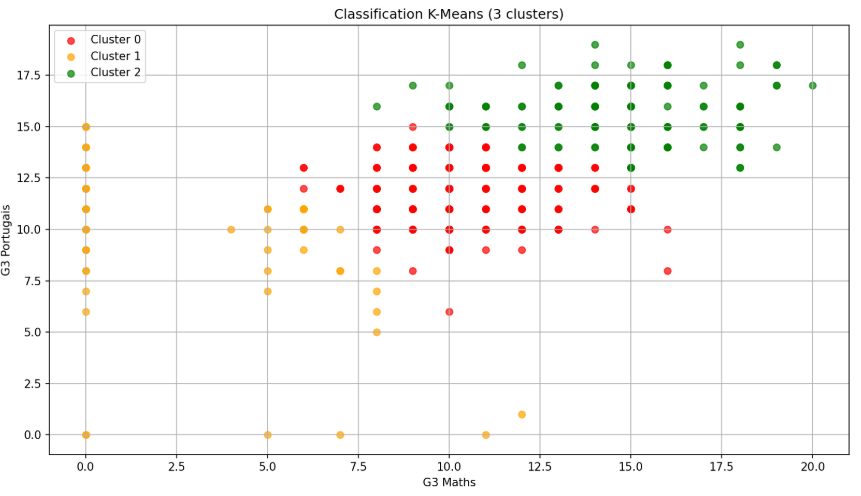 Classification K-Means (3 clusters)
Cluster 0
Cluster 1
Cluster 2
G3 Portugais
17.5
15.0
12.5
10.0
7.5
5.0
2.5
0.0
0.0 2.5 5.0 7.5 10.0 12.5 15.0 17.5 20.0
G3 Maths